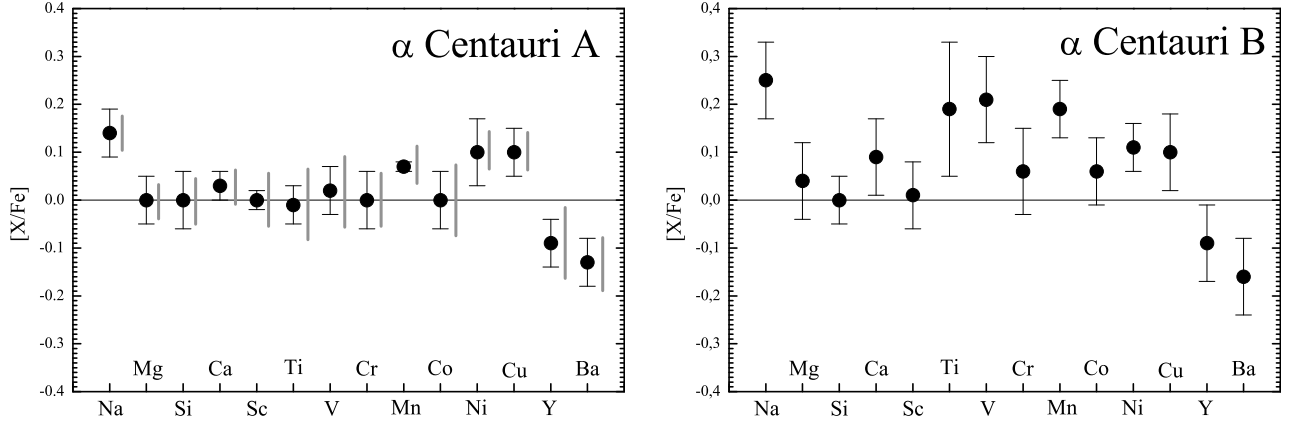 α Centauri A
[X/Fe]
0.4
0.3
0.2
0.1
0.0
-0.1
-0.2
-0.3
-0.4
Mg Ca Ti Cr Co Cu Ba
Na Si Sc V Mn Ni Y
α Centauri B
[X/Fe]
0,4
0,3
0,2
0,1
0,0
-0,1
-0,2
-0,3
-0,4
Mg Ca Ti Cr Co Cu Ba
Na Si Sc V Mn Ni Y